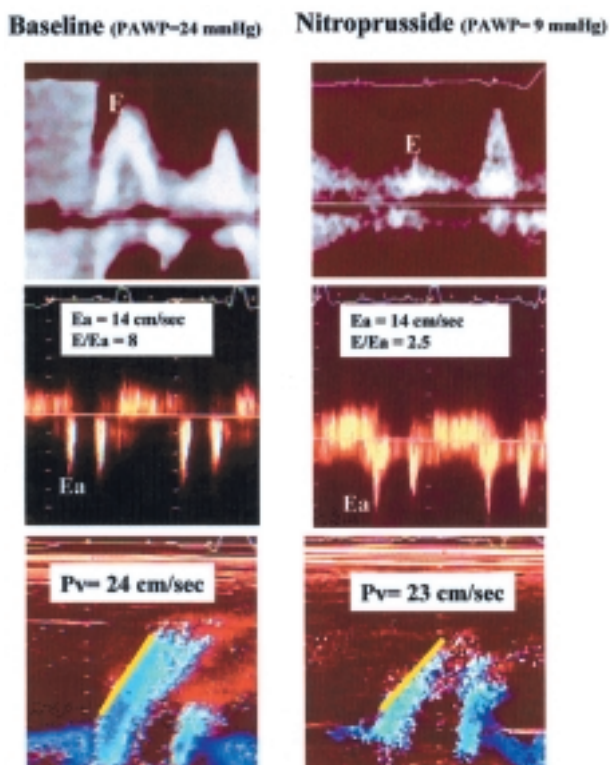 Baseline (PAWP=24 mmHg)
Nitroprusside (PAWP= 9 mmHg)
E
E
Ea = 14 cm/sec
E/Ea = 8
Ea
Ea = 14 cm/sec
E/Ea = 2.5
Ea
Pv= 24 cm/sec
Pv= 23 cm/sec